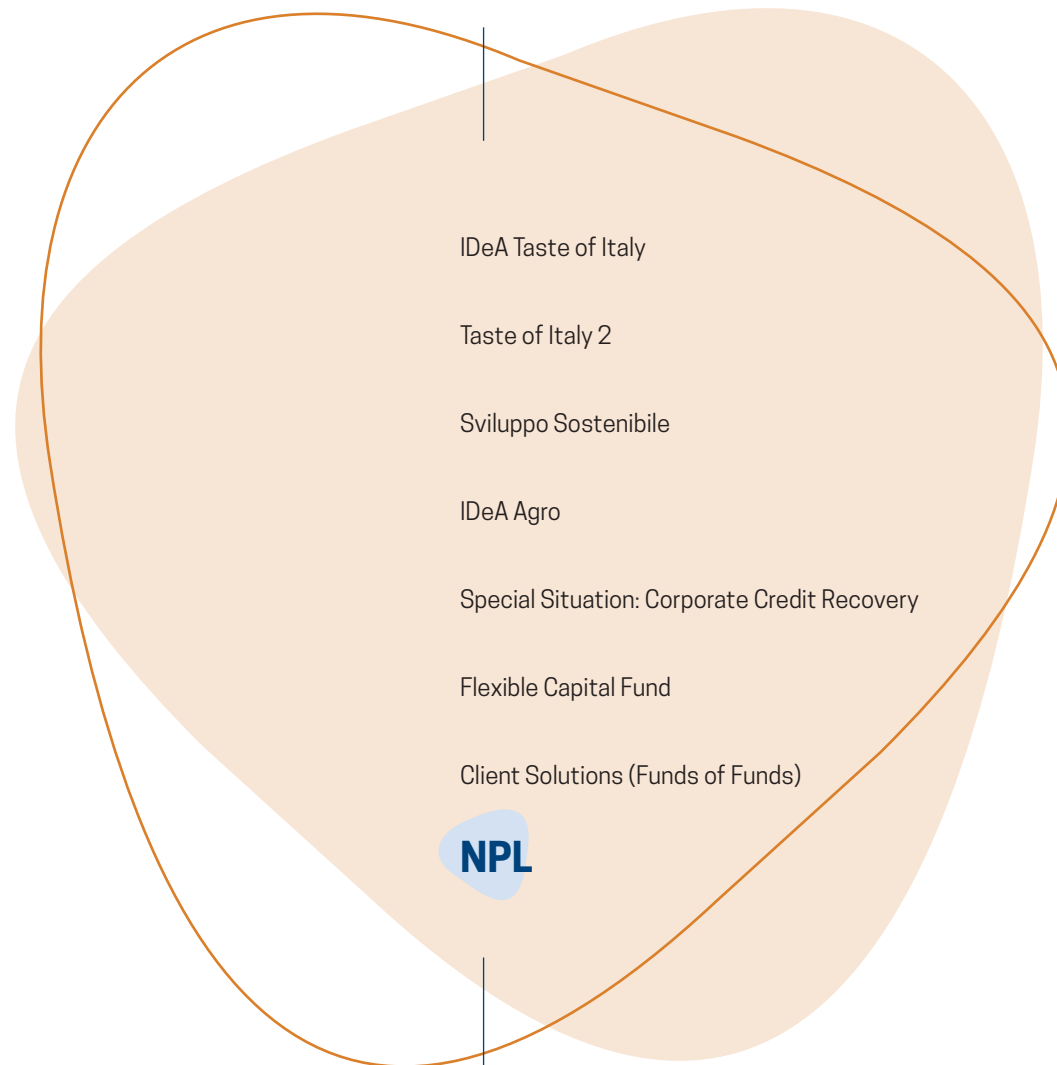 IDeA Taste of Italy
Taste of Italy 2
Sviluppo Sostenibile
IDeA Agro
Special Situation: Corporate Credit Recovery
Flexible Capital Fund
Client Solutions (Funds of Funds)
NPL